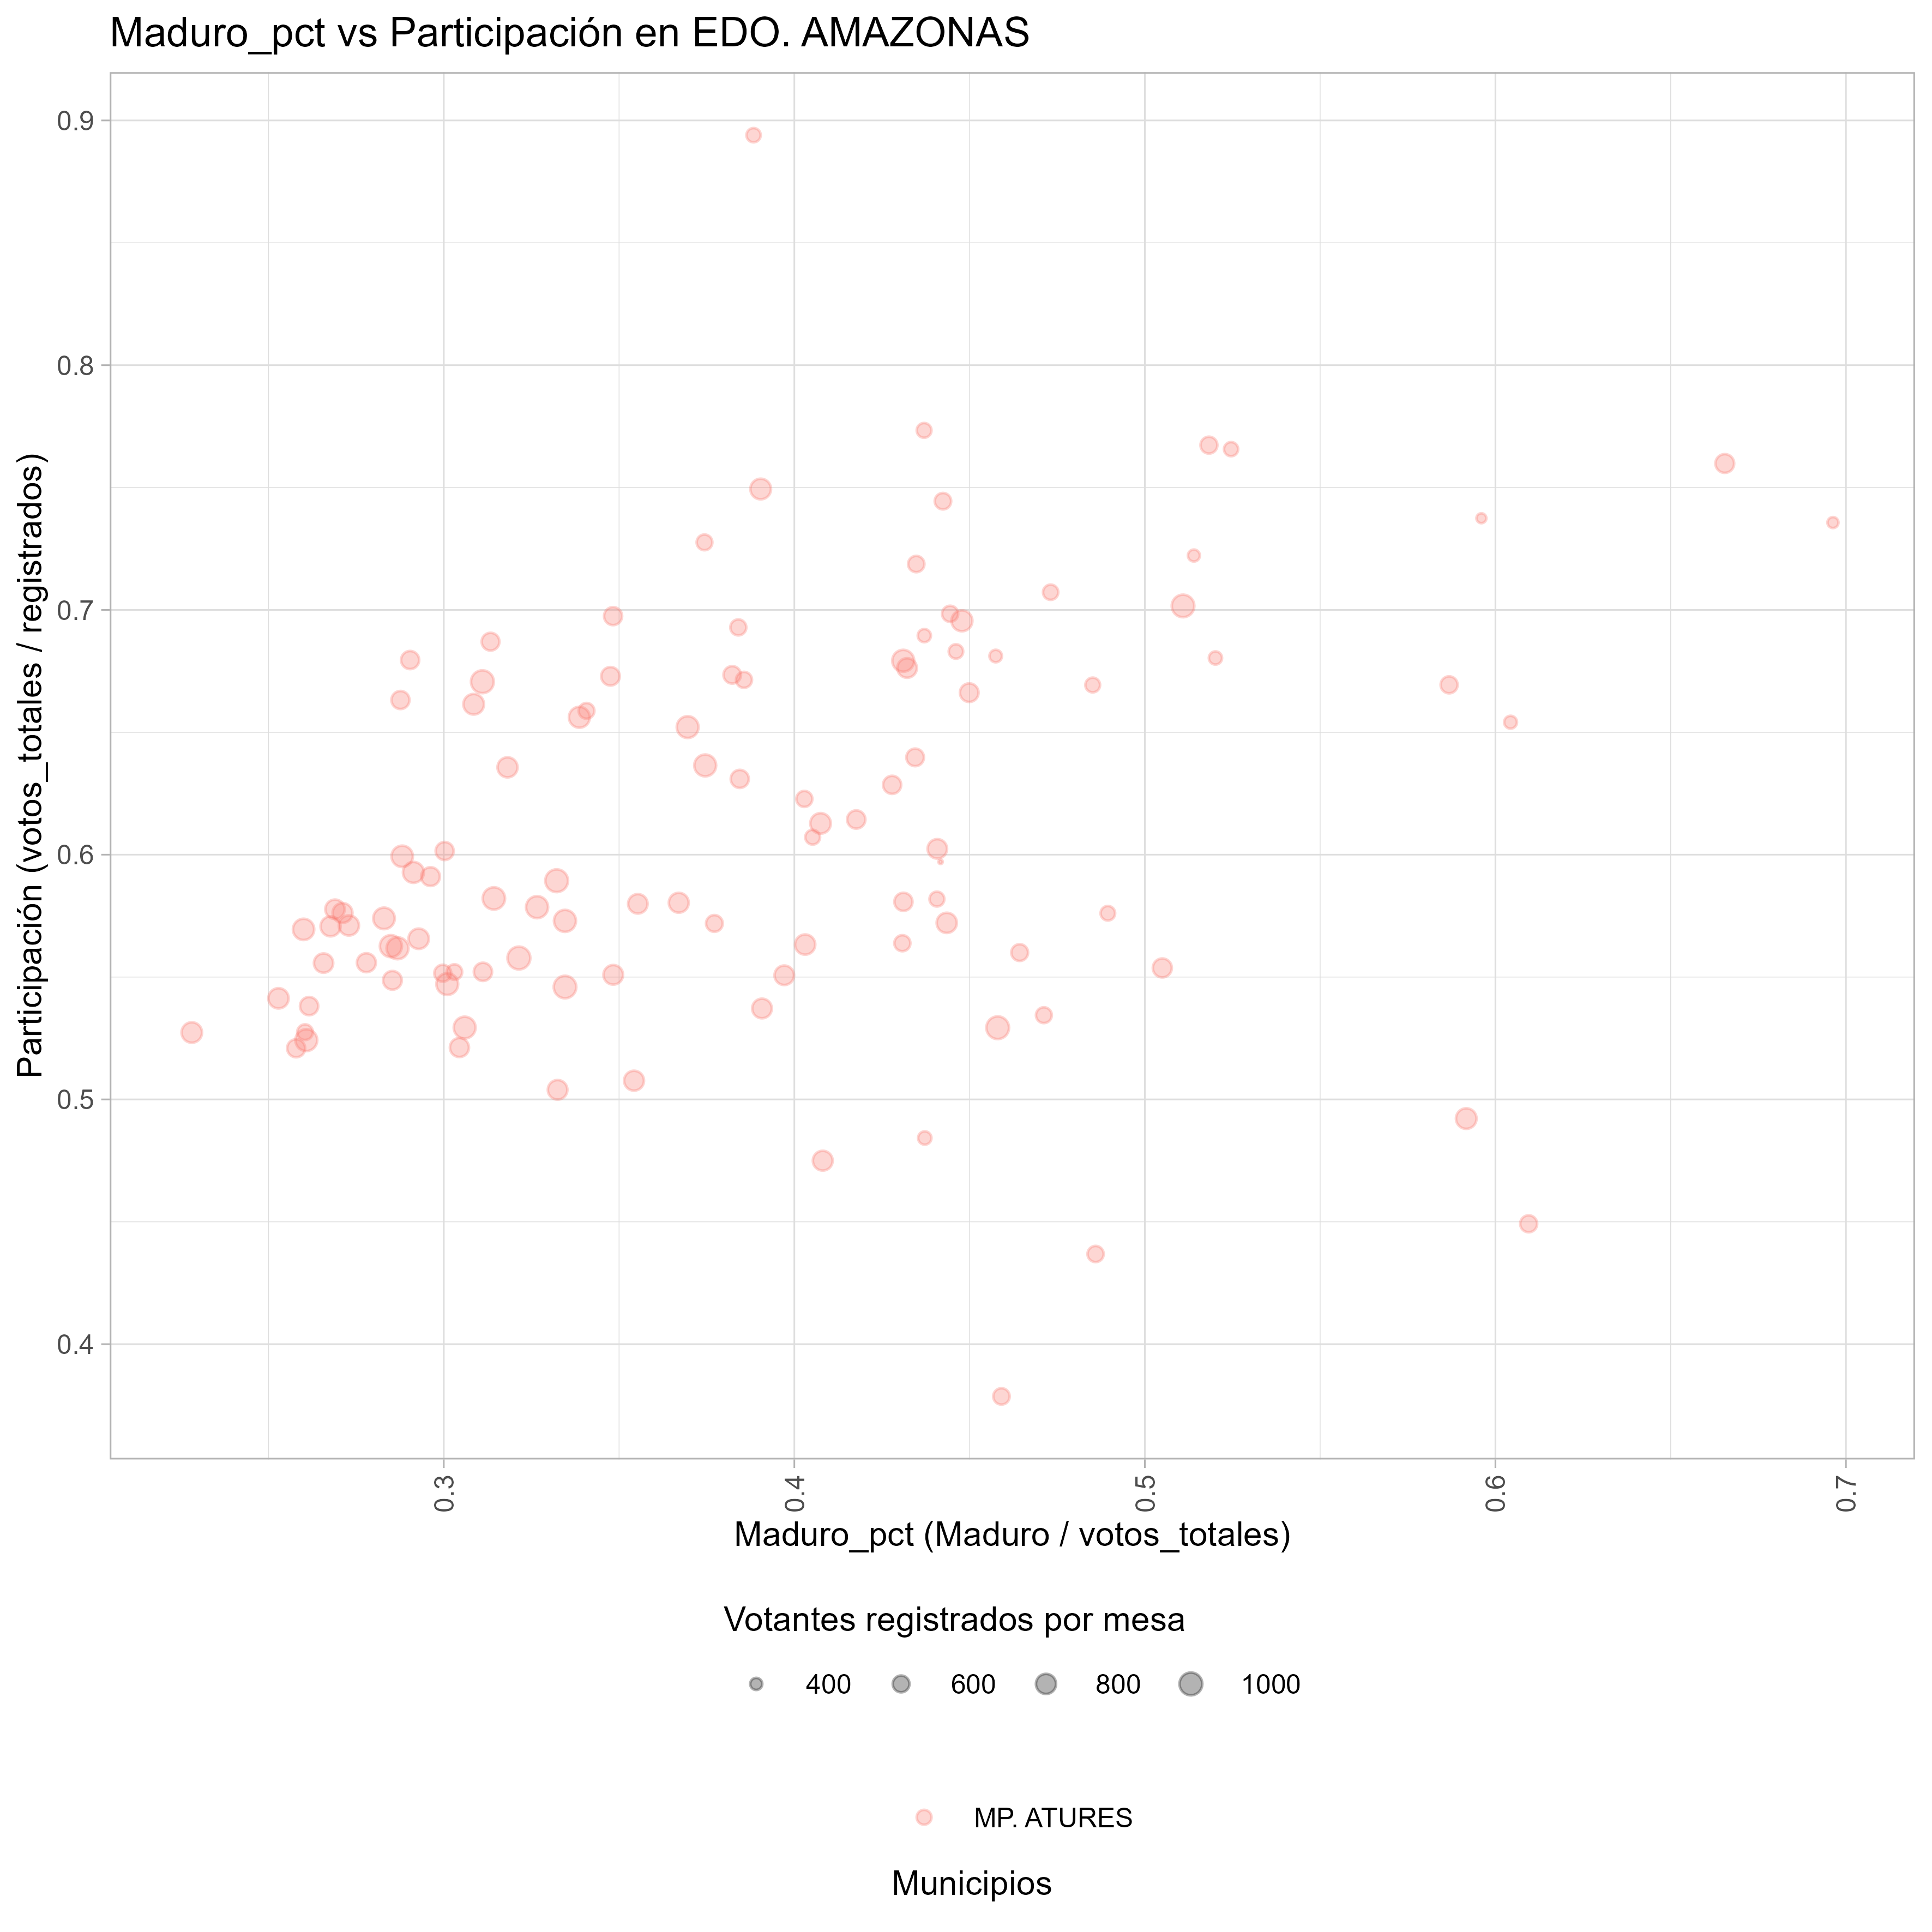 Maduro_pct vs Participación en EDO. AMAZONAS
Participación (votos_totales / registrados)
0.9
0.8
0.7
0.6
0.5
0.4
0.3
0.4
0.5
0.6
0.7
Maduro_pct (Maduro / votos_totales)
Votantes registrados por mesa
400 600 800 1000
MP. ATURES
Municipios